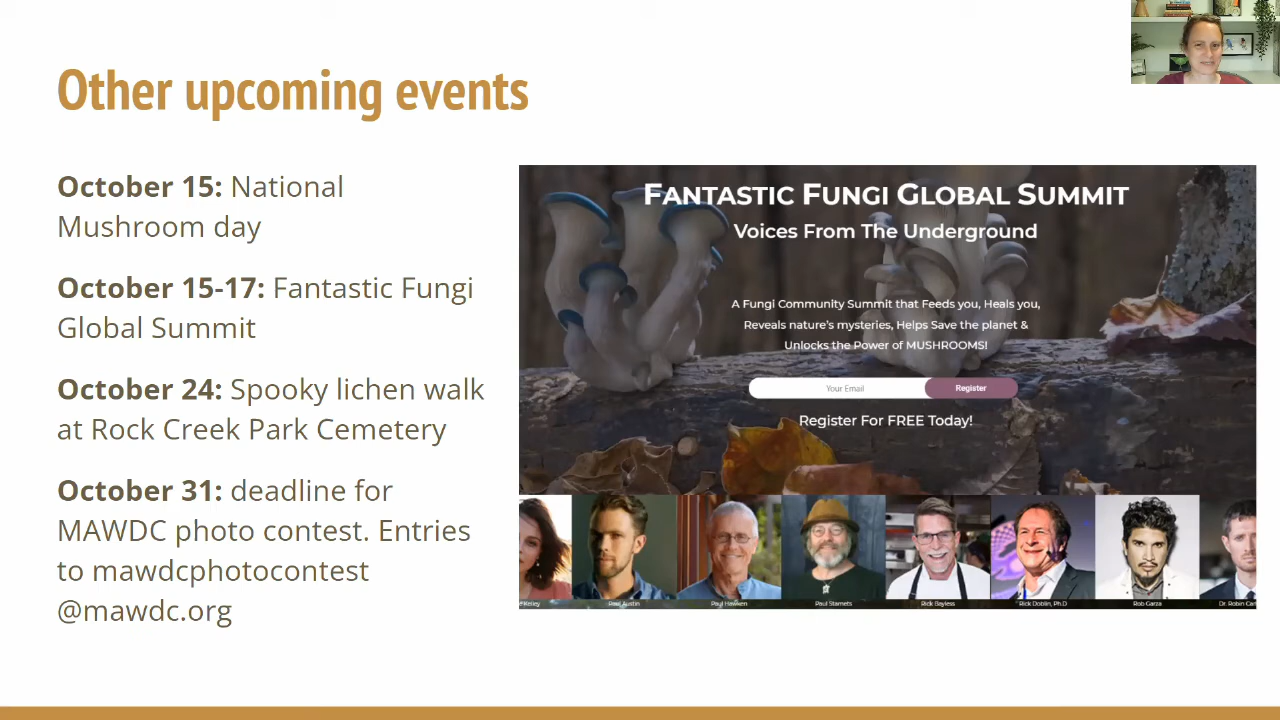 Other upcoming events
October 15: National
Mushroom day
October 15-17: Fantastic Fungi
Global Summit
October 24: Spooky lichen walk
at Rock Creek Park Cemetery
October 31: deadline for
MAWDC photo contest. Entries
to mawdcphotocontest
@mawdc.org
FANTASTIC FUNGI GLOBAL SUMMIT
Voices From The Underground
A Fungi Community Summit that Feeds you, Heals you,
Reveals nature's mysteries, Helps Save the planet &
Unlocks the Power of MUSHROOMS!
Your Email
Register
Register For FREE Today!
Kelley
Paul Austin
Paul Hawken
Paul Stamets
Rick Bayless
Rick Doblin, Ph.D
Rob Garza
Dr. Robin